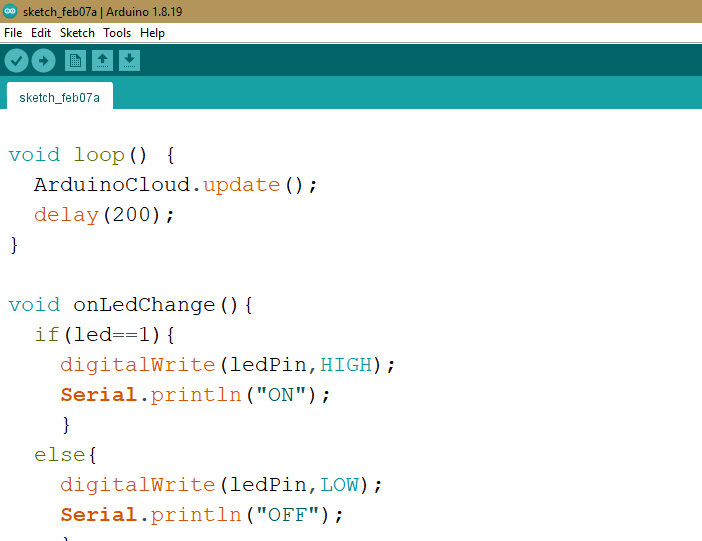 sketch_feb07a | Arduino 1.8.19
File Edit Sketch Tools Help
sketch_feb07a
void loop() {
  ArduinoCloud.update();
  delay(200);
}
void onLedChange(){
  if(led==1){
    digitalWrite(ledPin,HIGH);
    Serial.println("ON");
    }
  else{
    digitalWrite(ledPin,LOW);
    Serial.println("OFF");
    }